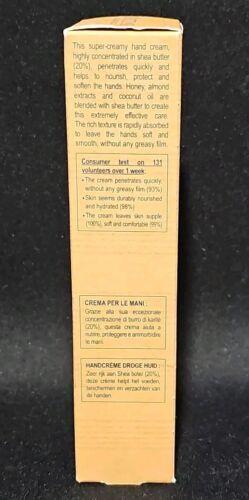 This super-creamy hand cream,
highly concentrated in shea butter
(20%), penetrates quickly and
helps to nourish, protect and
soften the hands. Honey, almond
extracts and coconut oil are
blended with shea butter to create
this extremely effective care.
The rich texture is rapidly absorbed
to leave the hands soft and
smooth, without any greasy film.
Consumer test on 131
volunteers over 1 week:
• The cream penetrates quickly
without any greasy film (93%)
• Skin seems durably nourished
and hydrated (98%)
• The cream leaves skin supple
(100%), soft and comfortable (99%)
CREMA PER LE MANI :
Grazie alla sua eccezionale
concentrazione di burro di karité
(20%), questa crema aiuta a
nutrire, proteggere e ammorbidire
le mani.
HANDCRÈME DROGE HUID :
Zeer rijk aan Shea boter (20%),
deze crème helpt het voeden,
beschermen en verzachten van
de handen.